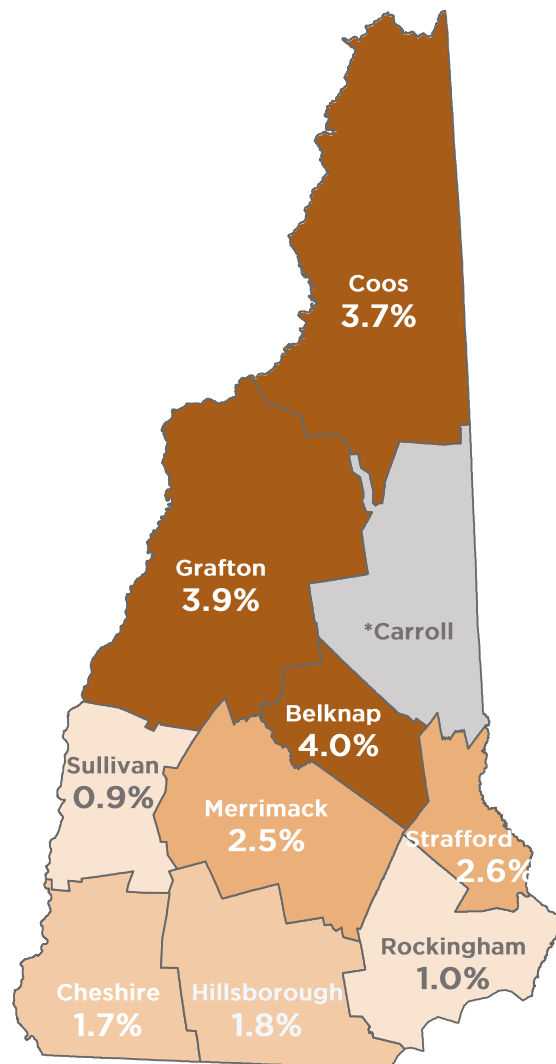 Coos
3.7%
Grafton
3.9%
*Carroll
Belknap
4.0%
Sullivan
0.9%
Merrimack
2.5%
Strafford
2.6%
Rockingham
1.0%
Cheshire
1.7%
Hillsborough
1.8%